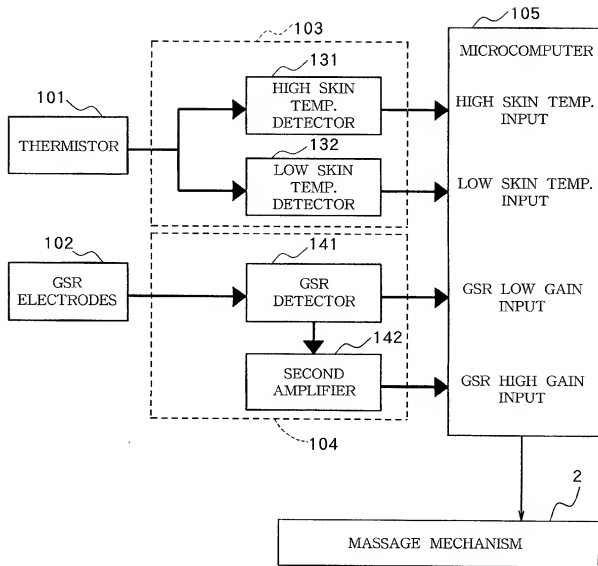 103
105
131
MICROCOMPUTER
101
HIGH SKIN
TEMP.
DETECTOR
HIGH SKIN TEMP.
INPUT
THERMISTOR
132
LOW SKIN
TEMP.
DETECTOR
LOW SKIN TEMP.
INPUT
102
141
GSR
ELECTRODES
GSR
DETECTOR
GSR LOW GAIN
INPUT
142
SECOND
AMPLIFIER
GSR HIGH GAIN
INPUT
104
2
MASSAGE MECHANISM